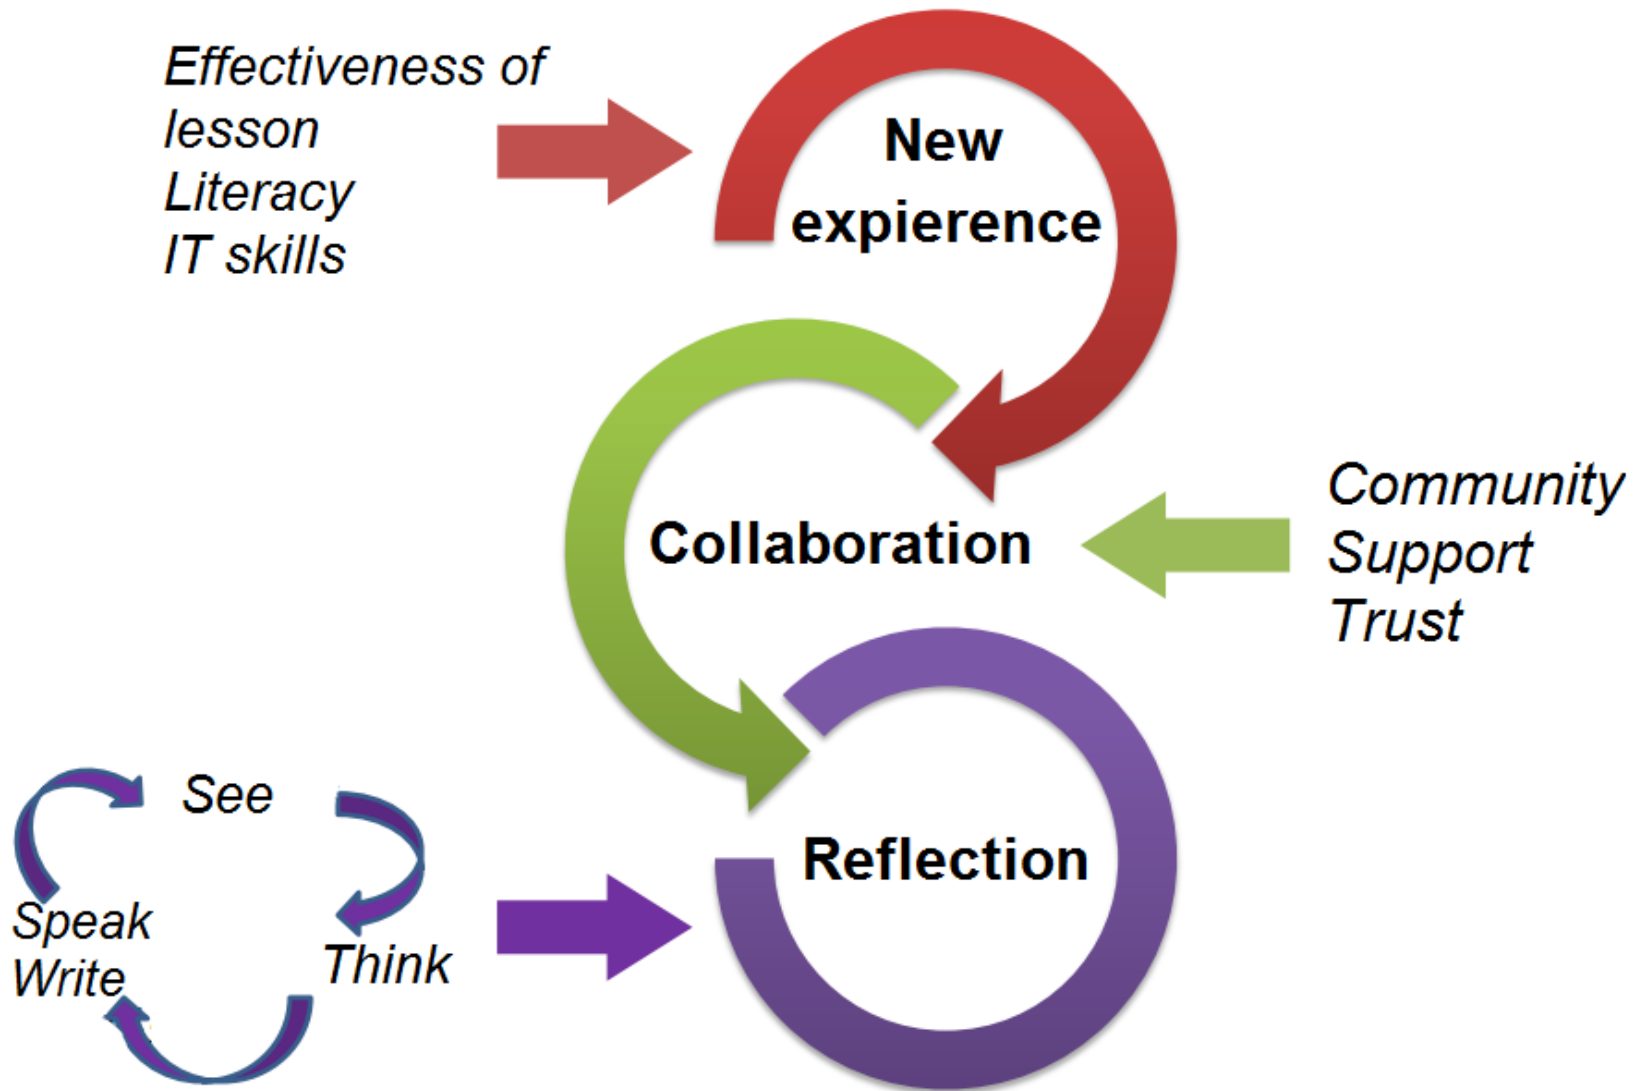 Effectiveness of
lesson
Literacy
IT skills
New
expierence
Collaboration
Community
Support
Trust
See
Speak
Write
Think
Reflection